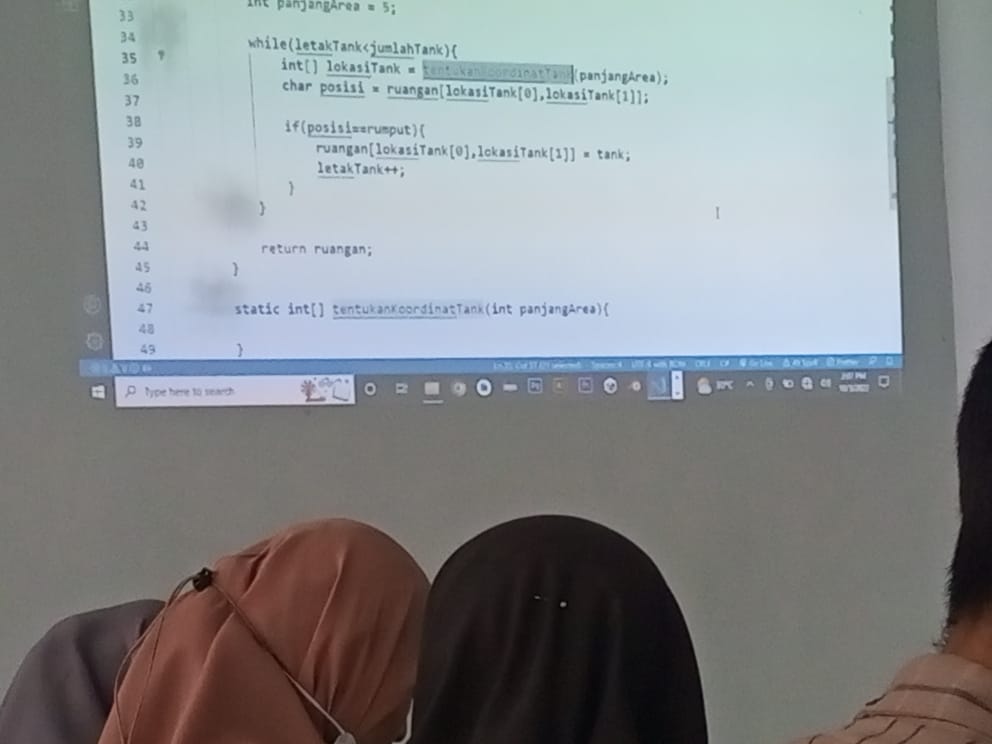 33 int panjangArea = 5;
34
35 while(letakTank<jumlahTank){
36 int[] lokasiTank = tentukanKoordinatTank(panjangArea);
37 char posisi = ruangan[lokasiTank[0],lokasiTank[1]];
38
39 if(posisi==rumput){
40 ruangan[lokasiTank[0],lokasiTank[1]] = tank;
41 letakTank++;
42 }
43 }
44 return ruangan;
45 }
46
47 static int[] tentukanKoordinatTank(int panjangArea){
48
49 }
Type here to search